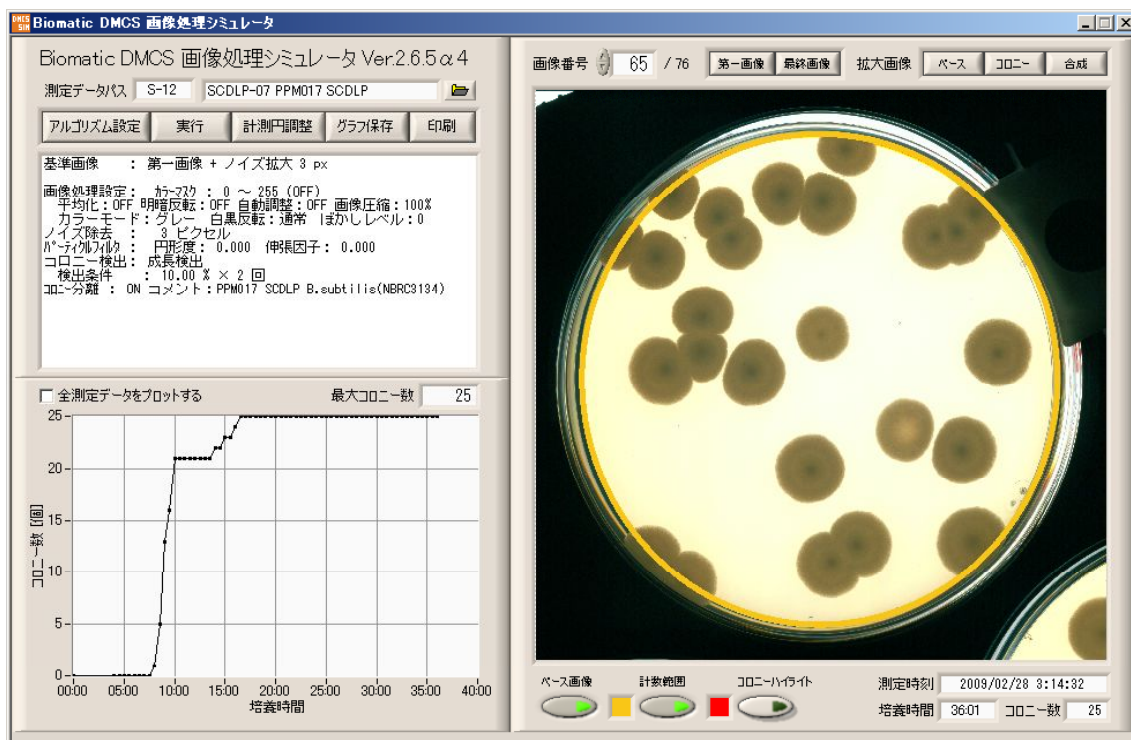 Biomatic DMCS 画像処理シミュレータ
Biomatic DMCS 画像処理シミュレータ Ver.2.6.5α4
測定データパス S-12 SCDLP-07 PPM017 SCDLP
アルゴリズム設定 実行 計測円調整 グラフ保存 印刷
基準画像 : 第一画像 + ノイズ拡大 3 px
画像処理設定: カラーマスク : 0 ～ 255 (OFF)
平均化:OFF 明暗反転:OFF 自動調整:OFF 画像圧縮:100%
カラーモード:グレー 白黒反転:通常 ぼかしレベル:0
ノイズ除去 : 3 ピクセル
パーティクルフィルタ : 円形度: 0.000 伸張因子: 0.000
コロニー検出: 成長検出
検出条件 : 10.00 % × 2 回
コロニー分離 : ON コメント:PPM017 SCDLP B.subtilis(NBRC3134)
全測定データをプロットする 最大コロニー数 25
コロニー数 [個]
25
20
15
10
5
0
00:00 05:00 10:00 15:00 20:00 25:00 30:00 35:00 40:00
培養時間
画像番号 65 / 76 第一画像 最終画像 拡大画像 ベース コロニー 合成
ベース画像 計数範囲 コロニーハイライト
測定時刻 2009/02/28 3:14:32
培養時間 36:01 コロニー数 25